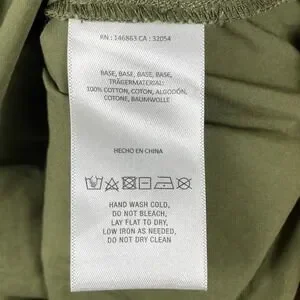 RN : 146863 CA : 32054
BASE, BASE, BASE, BASE,
TRÄGERMATERIAL:
100% COTTON, COTON, ALGODÓN,
COTONE, BAUMWOLLE
HECHO EN CHINA
HAND WASH COLD,
DO NOT BLEACH,
LAY FLAT TO DRY,
LOW IRON AS NEEDED,
DO NOT DRY CLEAN